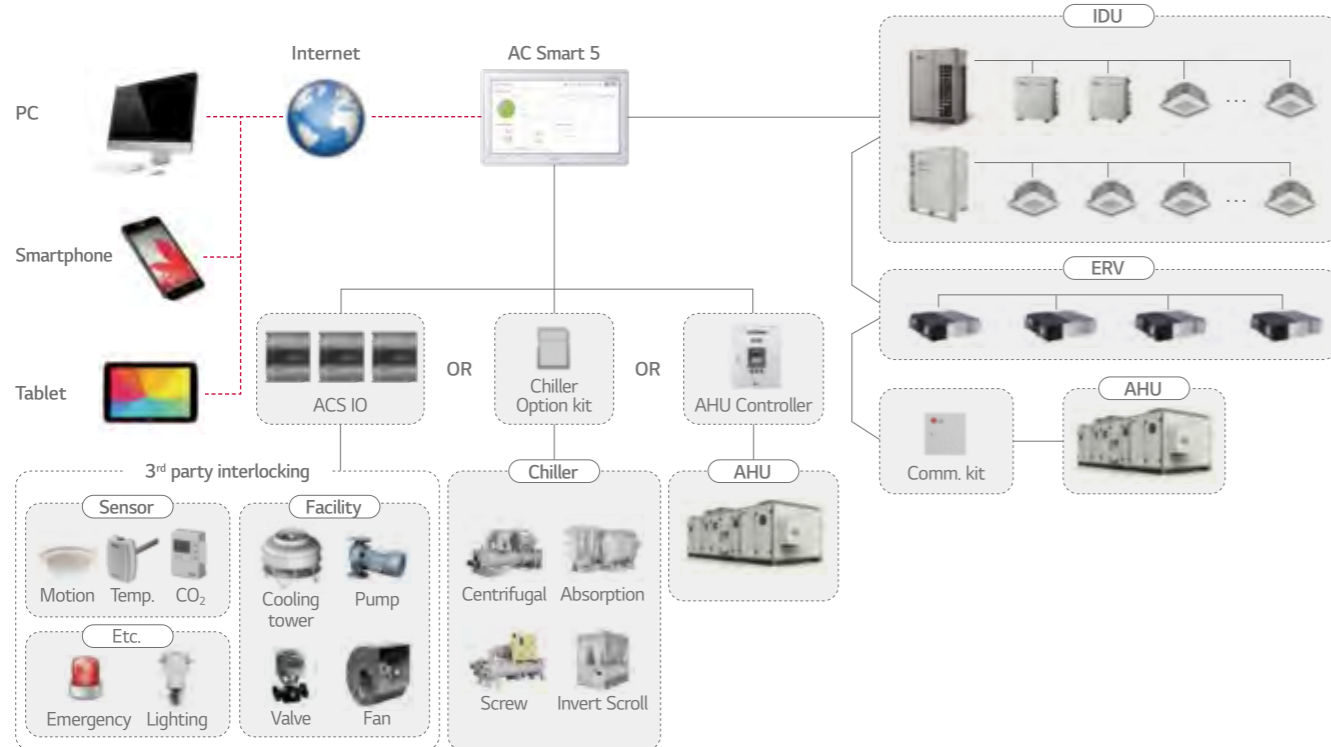 Internet
AC Smart 5
IDU
PC
Smartphone
Tablet
ERV
ACS IO
OR
Chiller
Option kit
OR
AHU Controller
AHU
Comm. kit
3rd party interlocking
Sensor
Motion
Temp.
CO₂
Etc.
Emergency
Lighting
Facility
Cooling
tower
Pump
Valve
Fan
Chiller
Centrifugal
Absorption
Screw
Invert Scroll
AHU